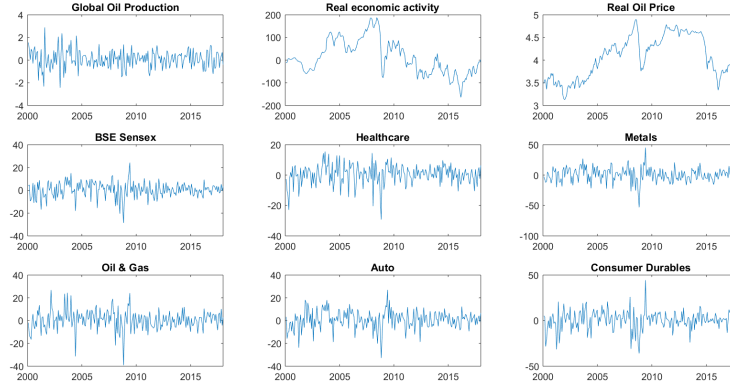 Global Oil Production Real economic activity Real Oil Price
4 200 5
2 100 4.5
0 0 4
-2 -100 3.5
-4 -200 3
2000 2005 2010 2015 2000 2005 2010 2015 2000 2005 2010 2015
BSE Sensex Healthcare Metals
40 20 50
20 0 0
0 -20 -50
-20 -40 -100
-40
2000 2005 2010 2015 2000 2005 2010 2015 2000 2005 2010 2015
Oil & Gas Auto Consumer Durables
40 40 50
20 20
0 0 0
-20 -20
-40 -40 -50
2000 2005 2010 2015 2000 2005 2010 2015 2000 2005 2010 2015